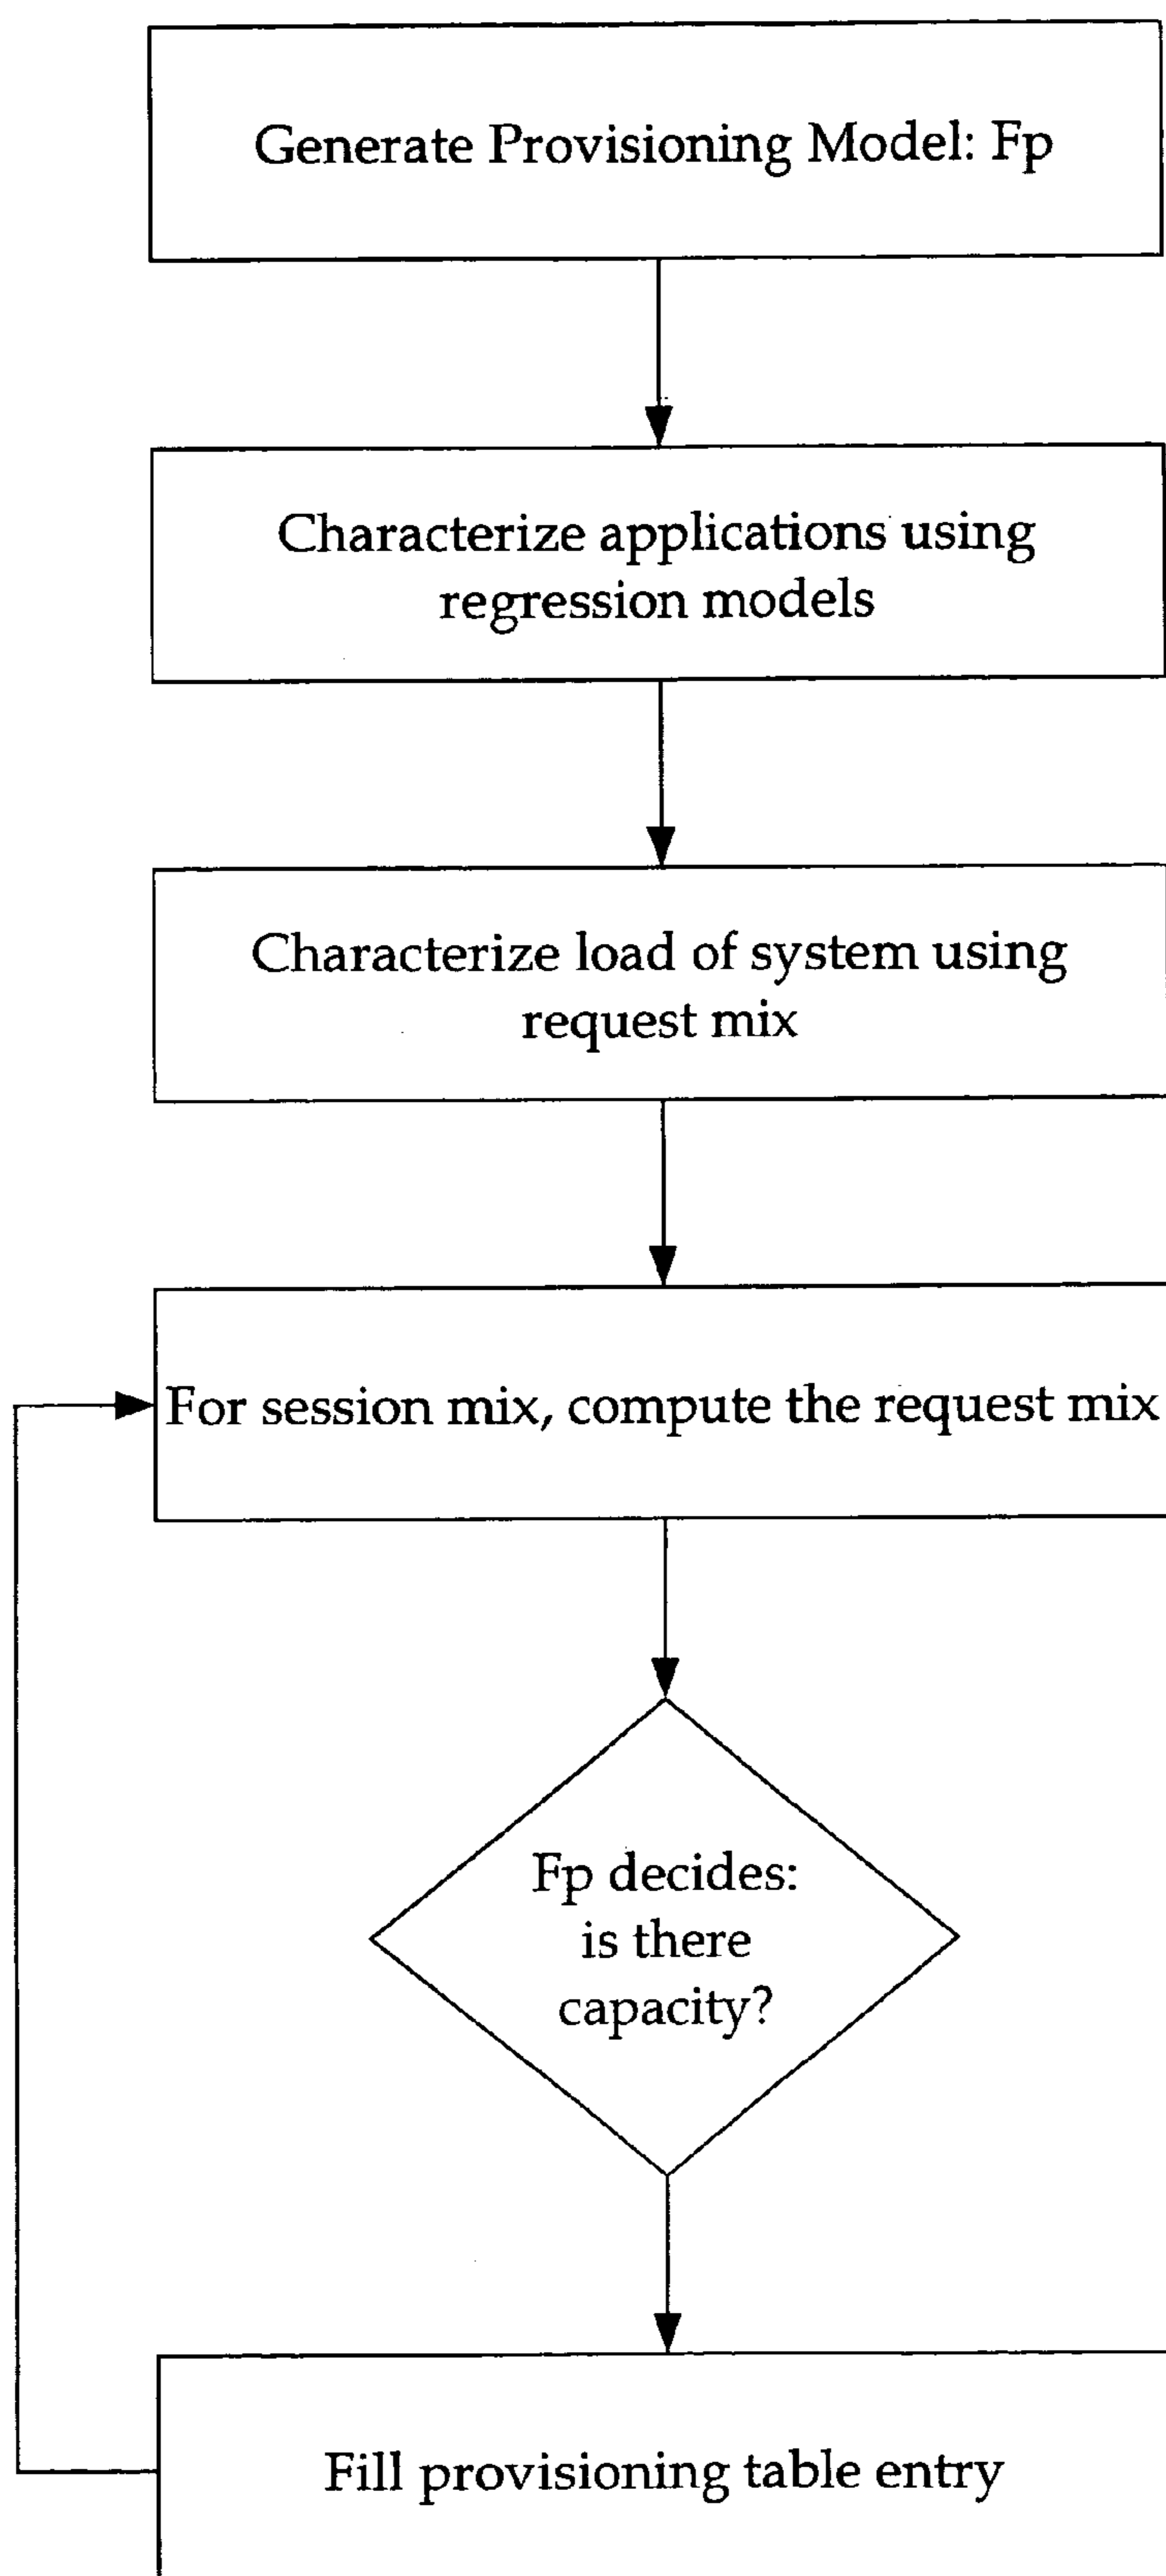 Generate Provisioning Model: Fp
Characterize applications using
regression models
Characterize load of system using
request mix
For session mix, compute the request mix
Fp decides:
is there
capacity?
Fill provisioning table entry